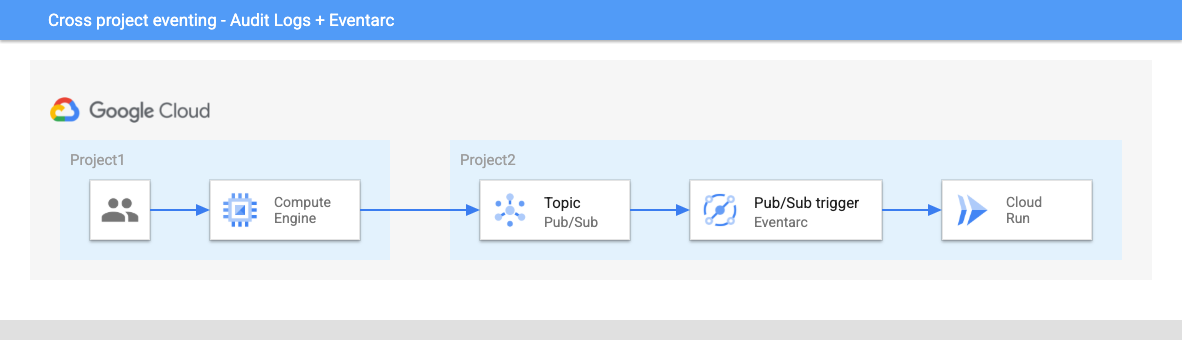 Cross project eventing - Audit Logs + Eventarc
Google Cloud
Project1
Compute
Engine
Project2
Topic
Pub/Sub
Pub/Sub trigger
Eventarc
Cloud
Run